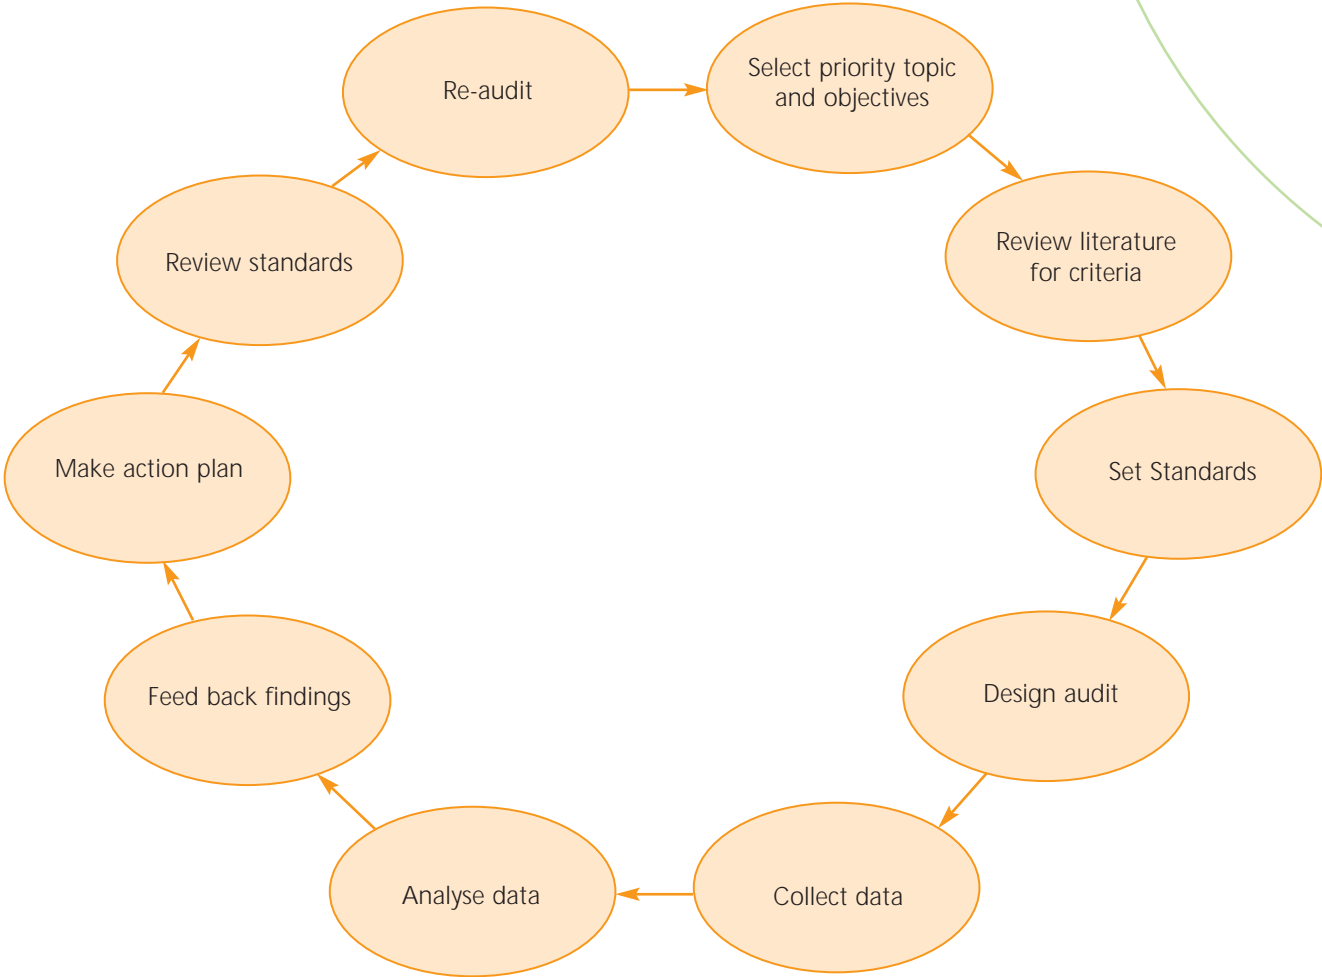 Re-audit
Select priority topic
and objectives
Review literature
for criteria
Set Standards
Design audit
Collect data
Analyse data
Feed back findings
Make action plan
Review standards